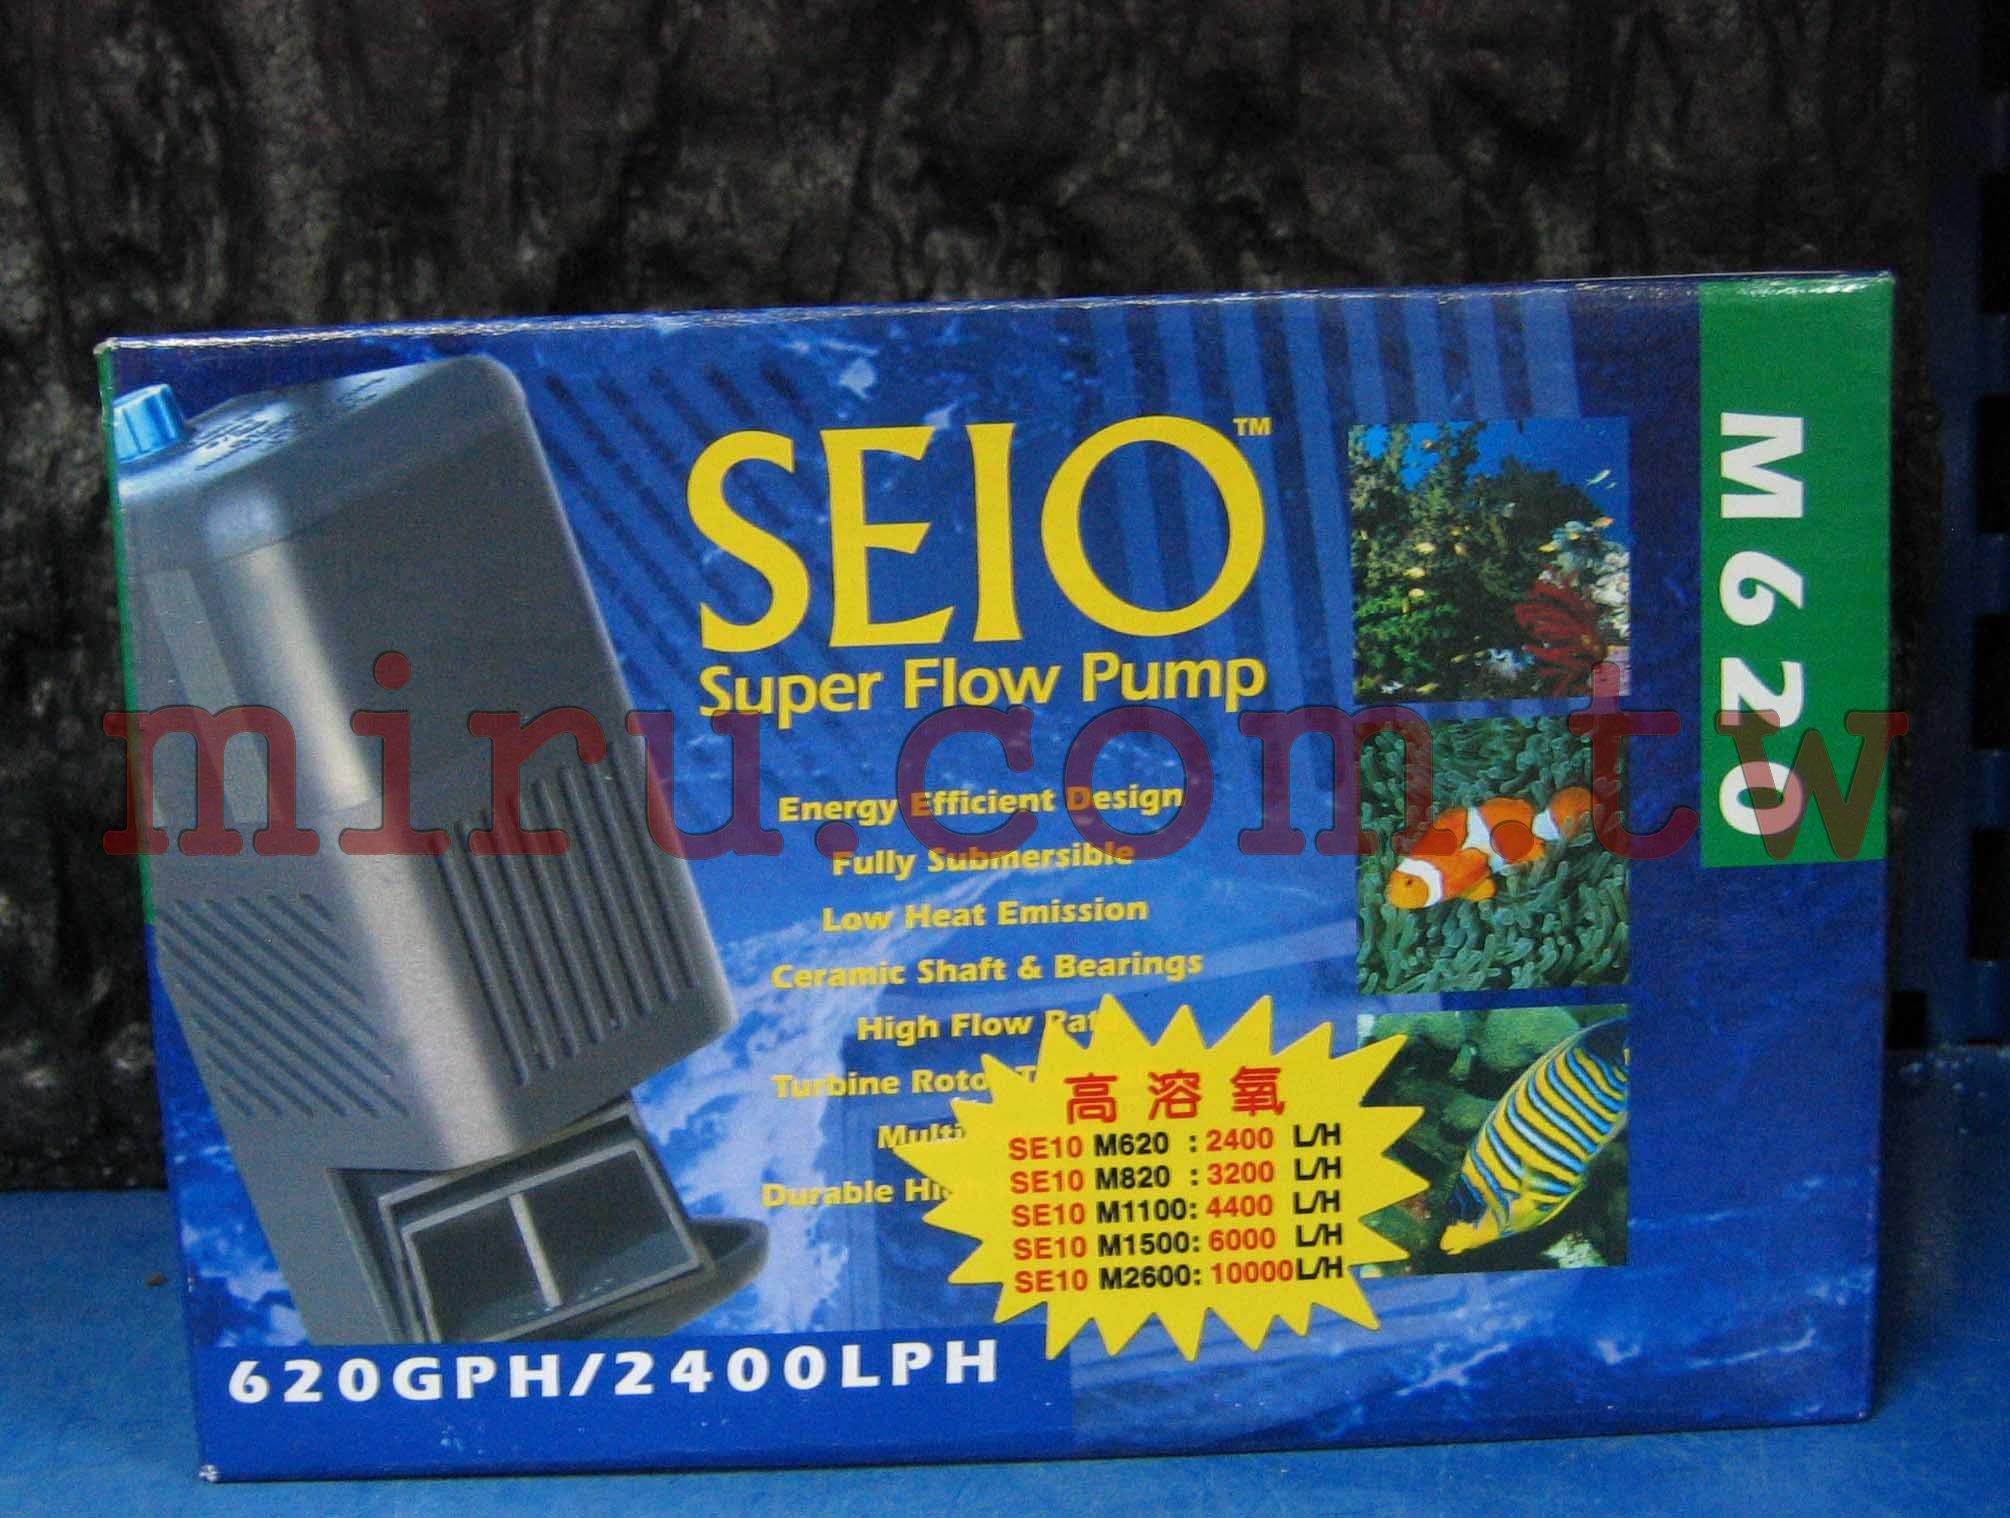 SEIO™
Super Flow Pump
M620
miru.com.tw
Energy Efficient Design
Fully Submersible
Low Heat Emission
Ceramic Shaft & Bearings
High Flow
Turbine
Durable
高溶氧
SE10 M620 : 2400 L/H
SE10 M820 : 3200 L/H
SE10 M1100: 4400 L/H
SE10 M1500: 6000 L/H
SE10 M2600: 10000L/H
620GPH/2400LPH